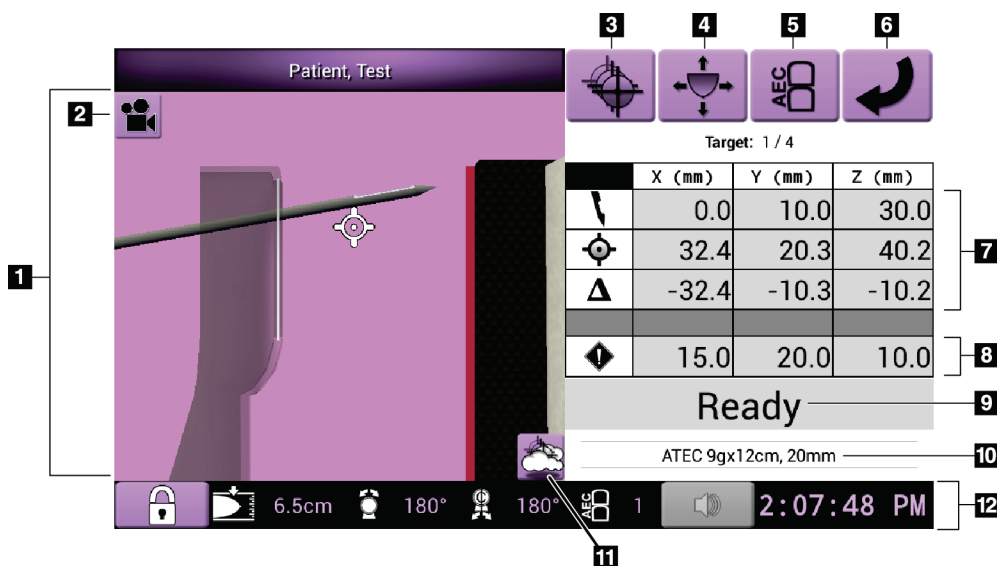 3 4 5 6
Patient, Test
AEC
1
2
Target: 1 / 4
X (mm) Y (mm) Z (mm)
0.0 10.0 30.0
32.4 20.3 40.2
7
Δ -32.4 -10.3 -10.2
! 15.0 20.0 10.0
8
Ready
9
ATEC 9gx12cm, 20mm
10
6.5cm 180° 180° AEC 1 2:07:48 PM
12
11